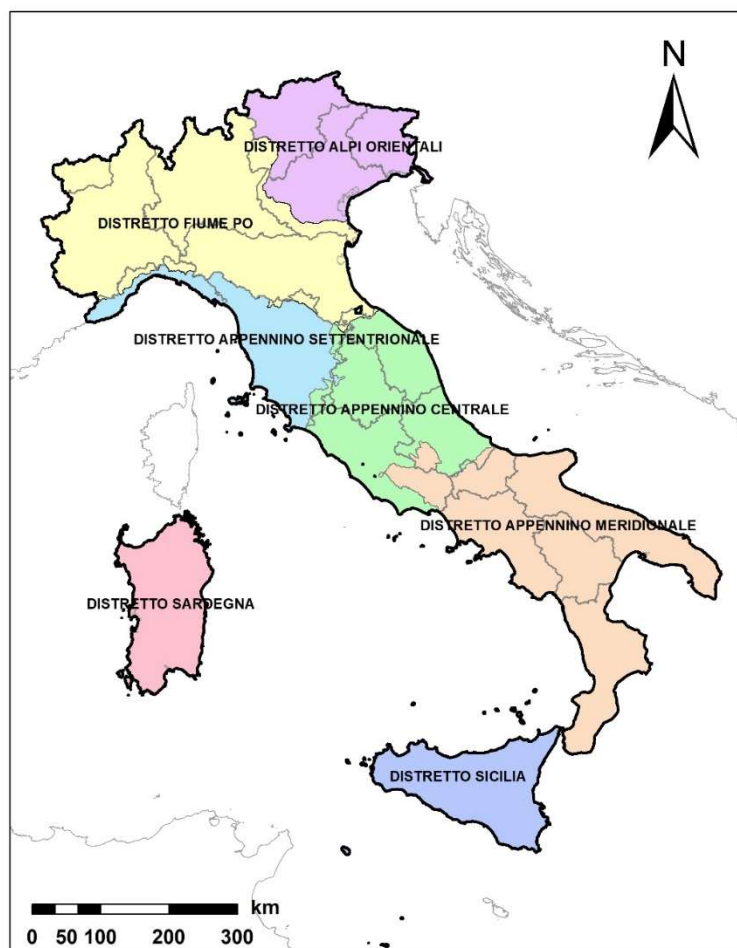 N
DISTRETTO ALPI ORIENTALI
DISTRETTO FIUME PO
DISTRETTO APPENNINO SETTENTRIONALE
DISTRETTO APPENNINO CENTRALE
DISTRETTO APPENNINO MERIDIONALE
DISTRETTO SARDEGNA
DISTRETTO SICILIA
km
0 50 100 200 300